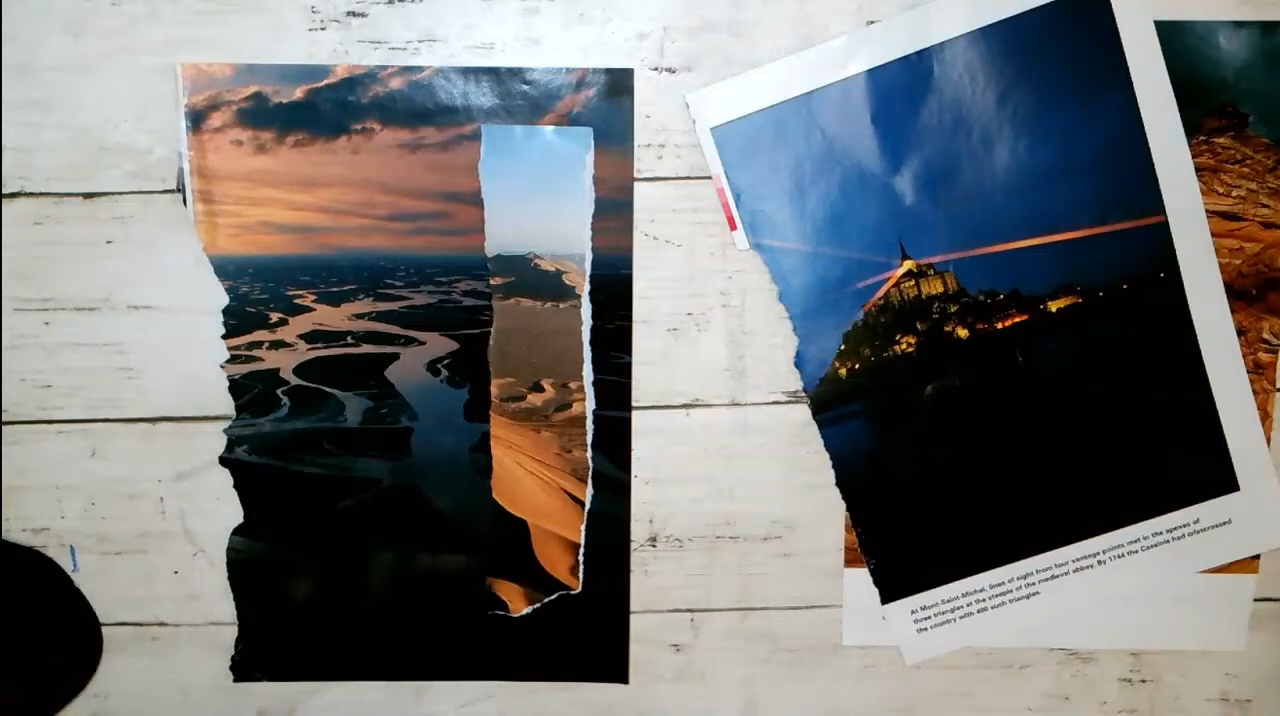 At Mont-Saint-Michel, lines of sight from four vantage points met in the apexes of
three triangles at the steeple of the medieval abbey. By 1744 the Cassinis had crisscrossed
the country with 400 such triangles.